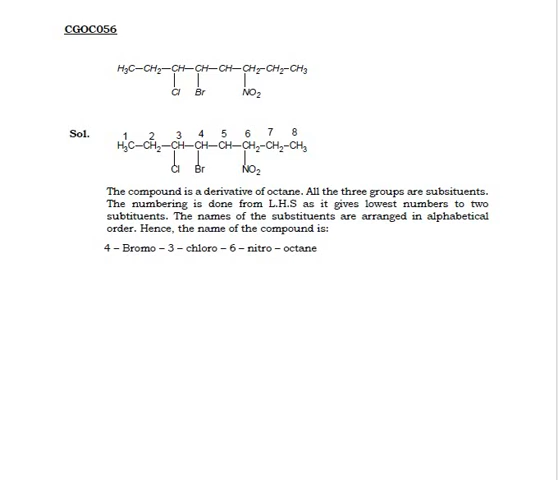 CGOC056
H₃C–CH₂–CH–CH–CH–CH₂–CH₂–CH₃
Cl Br NO₂
Sol.
1 2 3 4 5 6 7 8
H₃C–CH₂–CH–CH–CH–CH₂–CH₂–CH₃
Cl Br NO₂
The compound is a derivative of octane. All the three groups are subsituents.
The numbering is done from L.H.S as it gives lowest numbers to two
subtituents. The names of the substituents are arranged in alphabetical
order. Hence, the name of the compound is:
4 – Bromo – 3 – chloro – 6 – nitro – octane